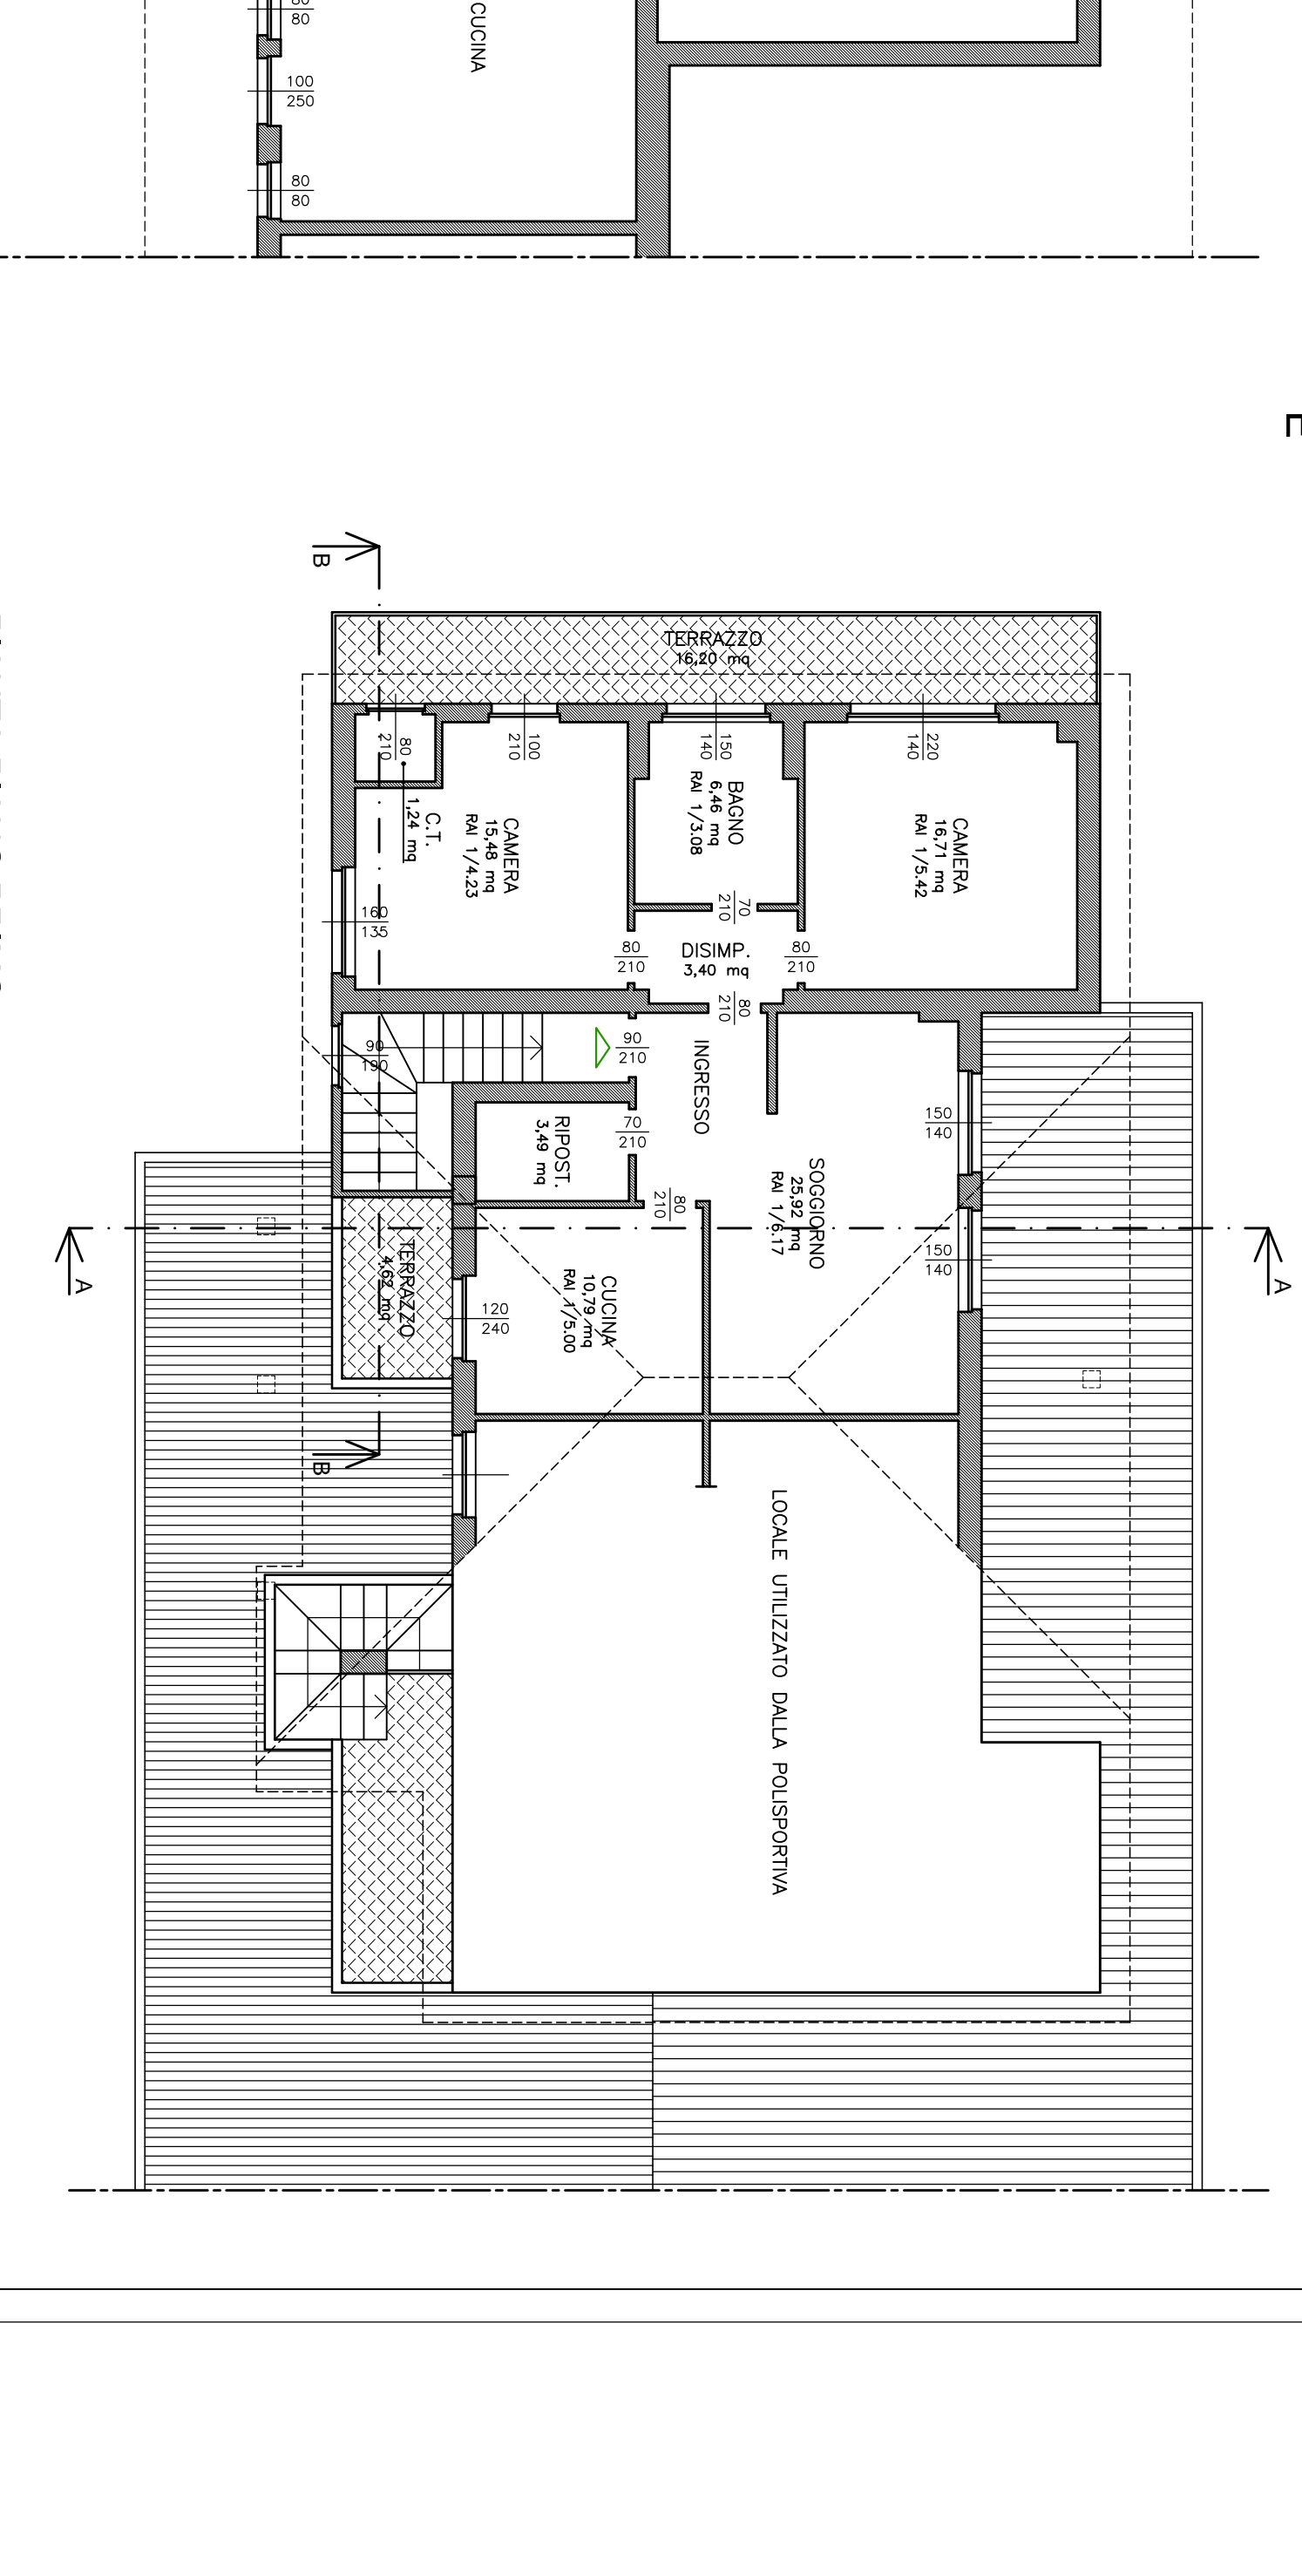 80
80
CUCINA
100
250
80
80
B
TERRAZZO
16,20 mq
80
210
100
210
150
140
220
140
C.T.
1,24 mq
CAMERA
15,48 mq
RAI 1/4.23
BAGNO
6,46 mq
RAI 1/3.08
CAMERA
16,71 mq
RAI 1/5.42
160
135
70
210
DISIMP.
3,40 mq
80
210
80
210
80
210
90
190
90
210
INGRESSO
150
140
RIPOST.
3,49 mq
70
210
80
210
SOGGIORNO
25,92 mq
RAI 1/6.17
150
140
A
A
TERRAZZO
4,62 mq
CUCINA
10,79 mq
RAI 1/5.00
120
240
B
LOCALE UTILIZZATO DALLA POLISPORTIVA